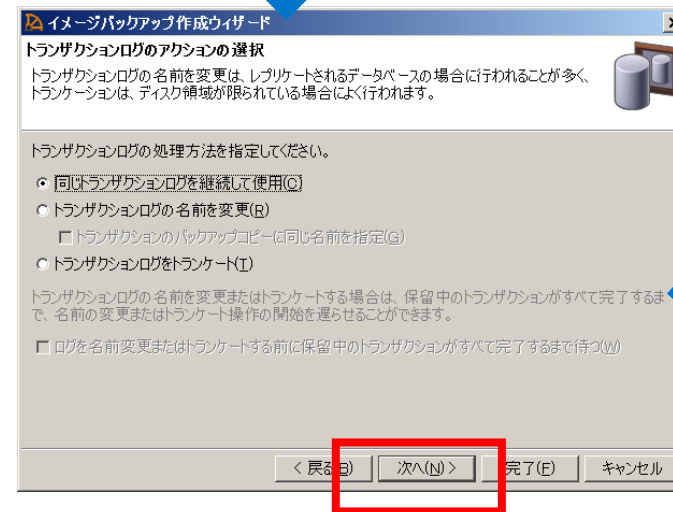 イメージバックアップ作成ウィザード
トランザクションログのアクションの選択
トランザクションログの名前を変更は、レプリケートされるデータベースの場合に行われることが多く、
トランケーションは、ディスク領域が限られている場合によく行われます。
トランザクションログの処理方法を指定してください。
同じトランザクションログを継続して使用(C)
トランザクションログの名前を変更(R)
トランザクションのバックアップコピーに同じ名前を指定(G)
トランザクションログをトランケート(T)
トランザクションログの名前を変更またはトランケートする場合は、保留中のトランザクションがすべて完了するま
で、名前の変更またはトランケート操作の開始を遅らせることができます。
ログを名前変更またはトランケートする前に保留中のトランザクションがすべて完了するまで待つ(W)
< 戻る(B) 次へ(N) > 完了(F) キャンセル